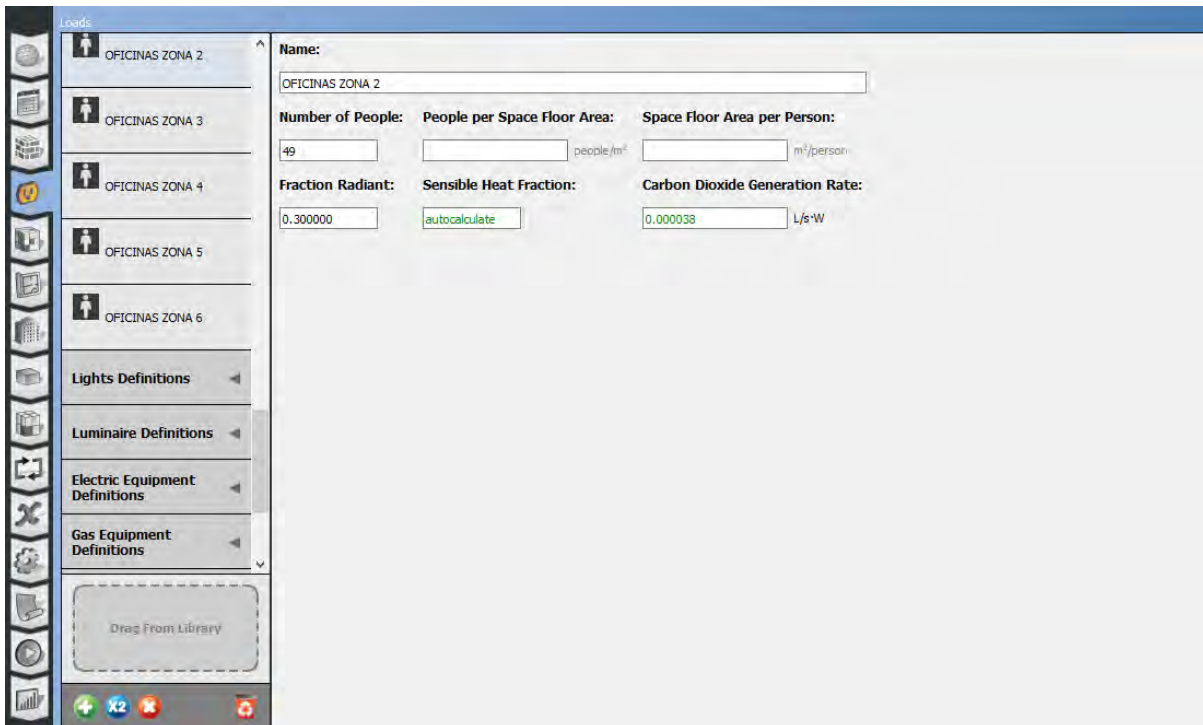 Loads
OFICINAS ZONA 2
OFICINAS ZONA 3
OFICINAS ZONA 4
OFICINAS ZONA 5
OFICINAS ZONA 6
Lights Definitions
Luminaire Definitions
Electric Equipment
Definitions
Gas Equipment
Definitions
Drag From Library
X2
Name:
OFICINAS ZONA 2
Number of People: People per Space Floor Area: Space Floor Area per Person:
49 people/m² m²/person
Fraction Radiant: Sensible Heat Fraction: Carbon Dioxide Generation Rate:
0.300000 autocalculate 0.000038 L/s·W